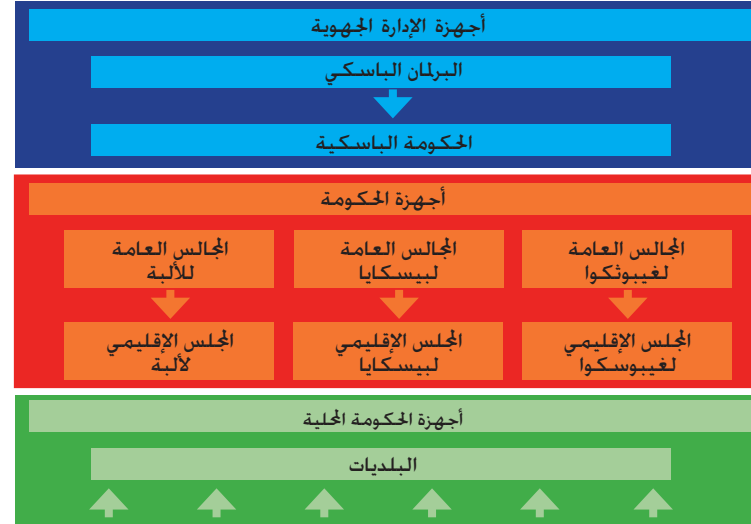 أجهزة الإدارة الجهوية
البرلمان الباسكي
الحكومة الباسكية
أجهزة الحكومة
المجالس العامة
لغيبوثكوا
المجالس العامة
لبيسكايا
المجالس العامة
للألبة
المجلس الإقليمي
لغيبوسكوا
المجلس الإقليمي
لبيسكايا
المجلس الإقليمي
لألبة
أجهزة الحكومة المحلية
البلديات